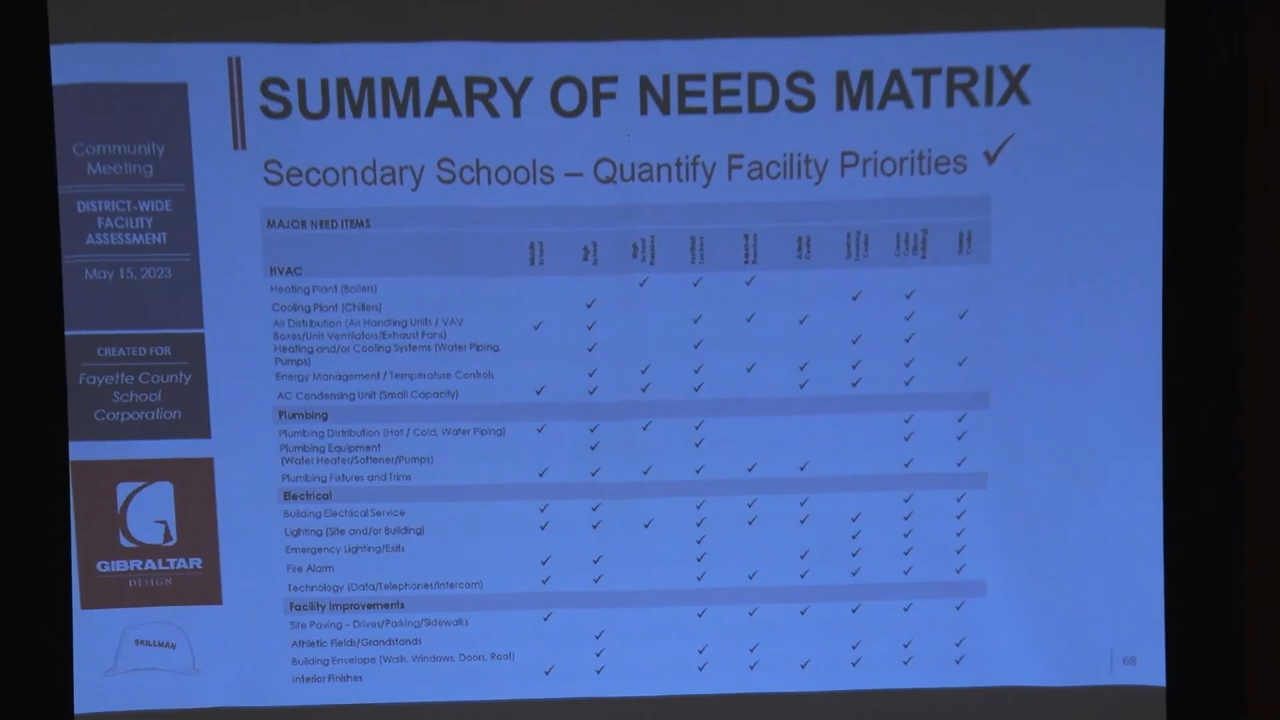 SUMMARY OF NEEDS MATRIX
Secondary Schools – Quantify Facility Priorities ✓
Community
Meeting
DISTRICT-WIDE
FACILITY
ASSESSMENT
May 15, 2023
CREATED FOR
Fayette County
School
Corporation
GIBRALTAR
DESIGN
SKILLMAN
MAJOR NEED ITEMS
Middle
School
High
School
HVAC
Heating Plant (Boilers)
Cooling Plant (Chillers)
Air Distribution (Air Handling Units / VAV
Boxes/Unit Ventilators/Exhaust Fans)
Heating and/or Cooling Systems (Water Piping,
Pumps)
Energy Management / Temperature Controls
AC Condensing Unit (Small Capacity)
Plumbing
Plumbing Distribution (Hot / Cold, Water Piping)
Plumbing Equipment
(Water Heater/Softener/Pumps)
Plumbing Fixtures and Trims
Electrical
Building Electrical Service
Lighting (Site and/or Building)
Emergency Lighting/Exits
Fire Alarm
Technology (Data/Telephones/Intercom)
Facility Improvements
Site Paving - Drives/Parking/Sidewalks
Athletic Fields/Grandstands
Building Envelope (Walls, Windows, Doors, Roof)
Interior Finishes
68